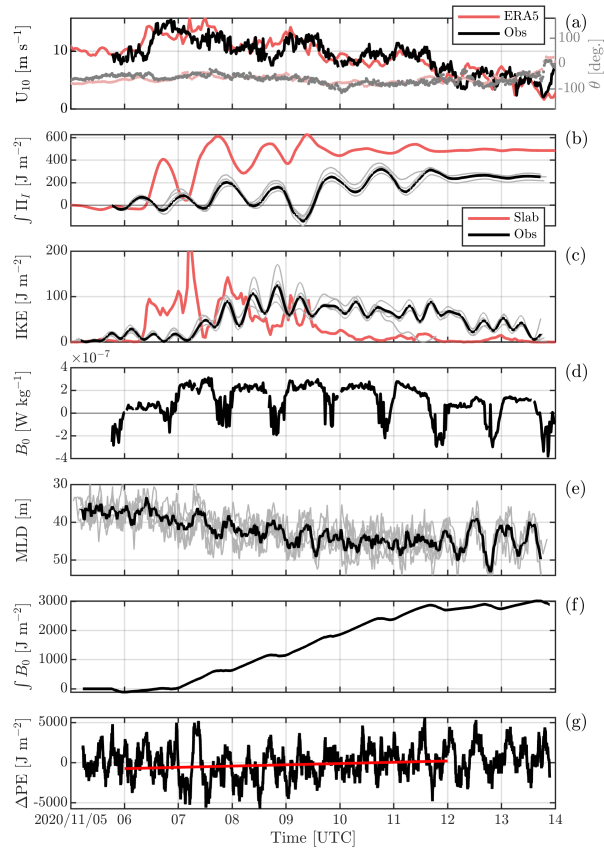 ERA5
Obs
(a)
100
0
-100
θ [deg.]
10
0
U₁₀ [m s⁻¹]
(b)
600
400
200
0
∫ Π_I [J m⁻²]
Slab
Obs
(c)
200
100
0
IKE [J m⁻²]
×10⁻⁷
(d)
4
2
0
-2
-4
B₀ [W kg⁻¹]
(e)
30
40
50
MLD [m]
(f)
3000
2000
1000
0
∫ B₀ [J m⁻²]
(g)
5000
0
-5000
ΔPE [J m⁻²]
2020/11/05 06 07 08 09 10 11 12 13 14
Time [UTC]